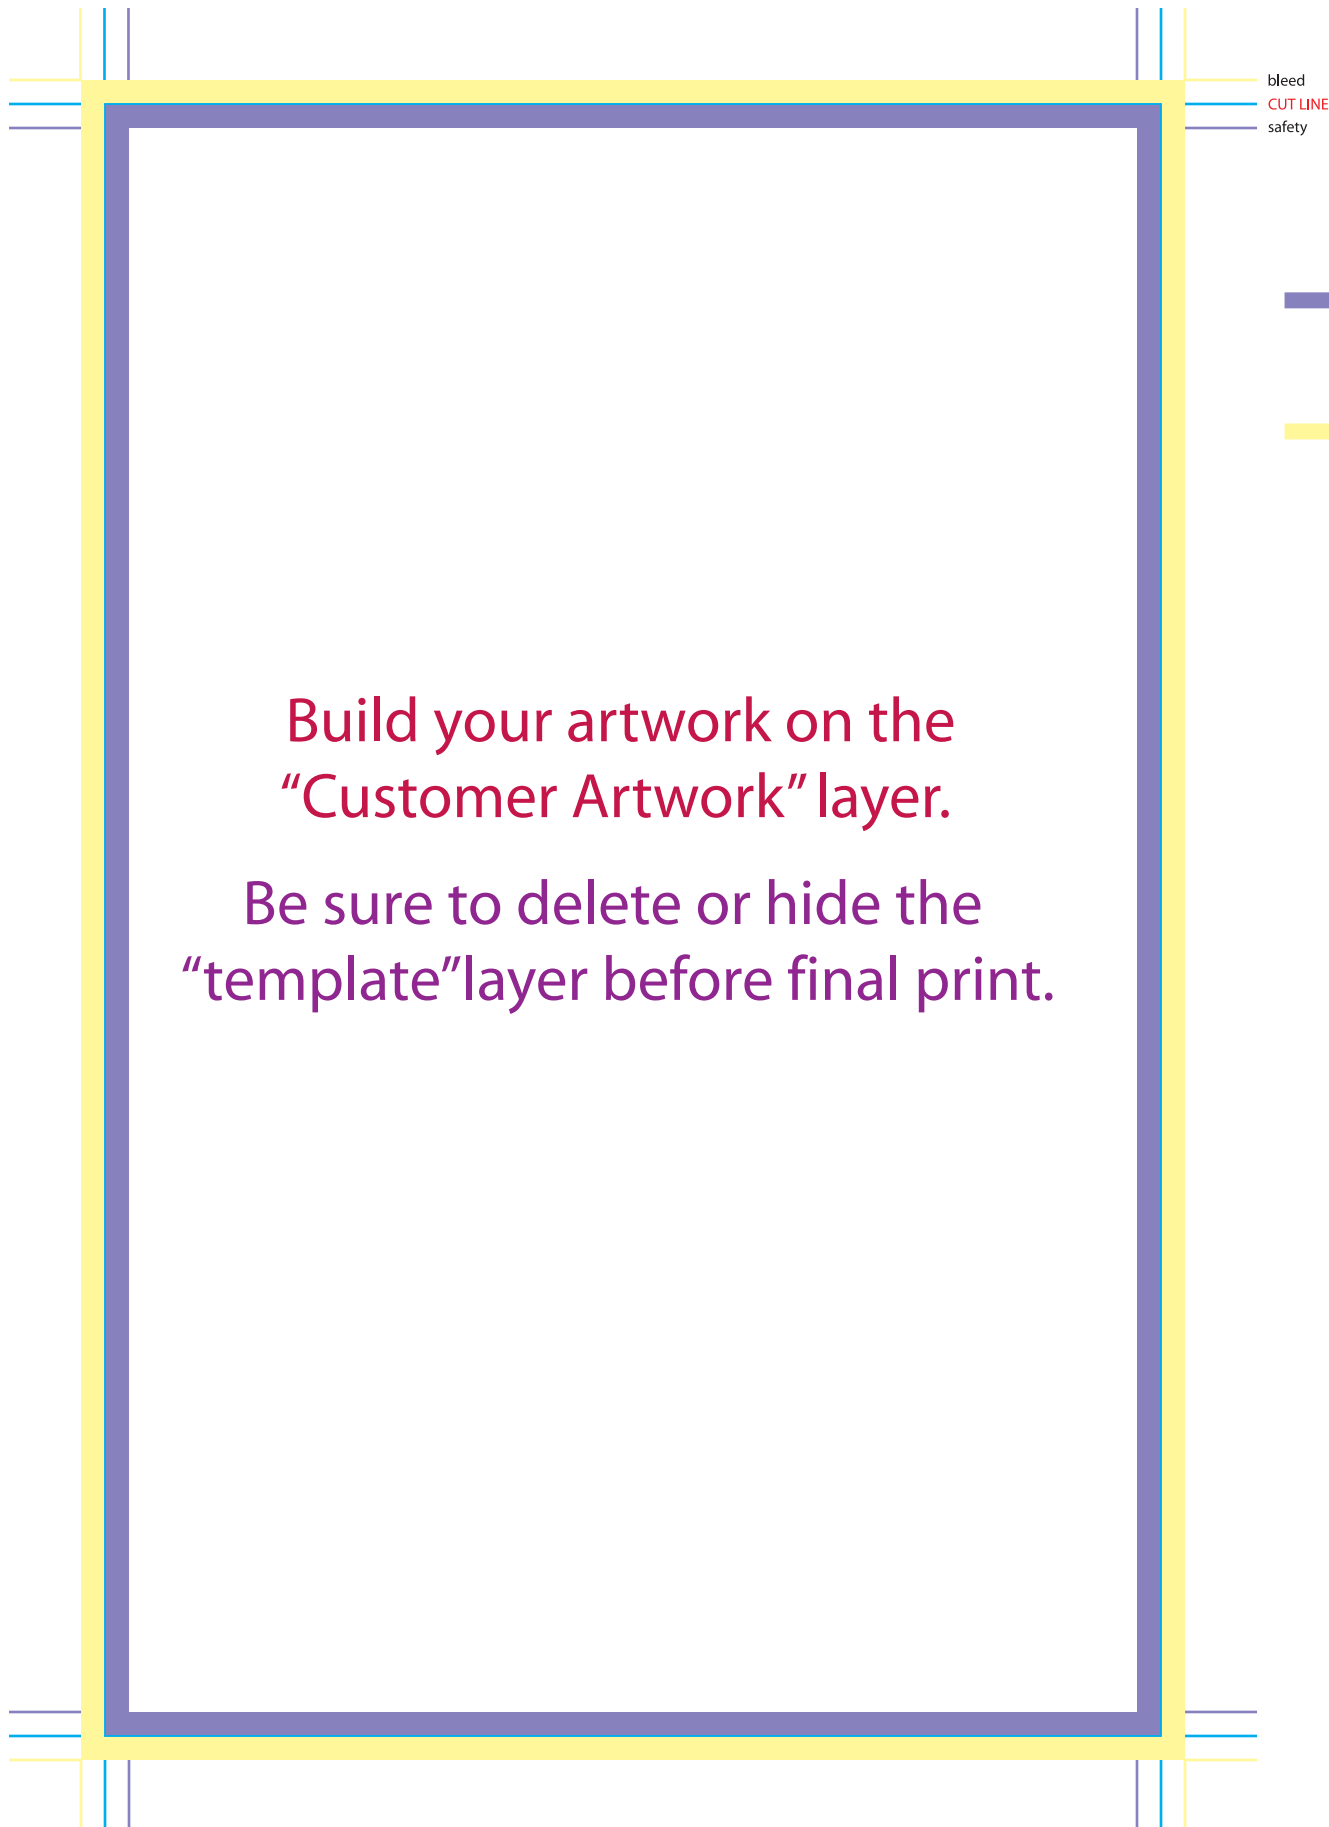 bleed
CUT LINE
safety
Build your artwork on the
“Customer Artwork” layer.
Be sure to delete or hide the
“template”layer before final print.